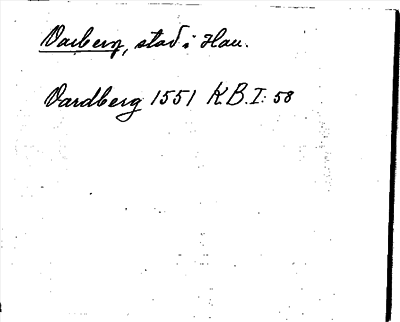 Varberg, stad i Hall.
Vardberg 1551 K.B.I: 58